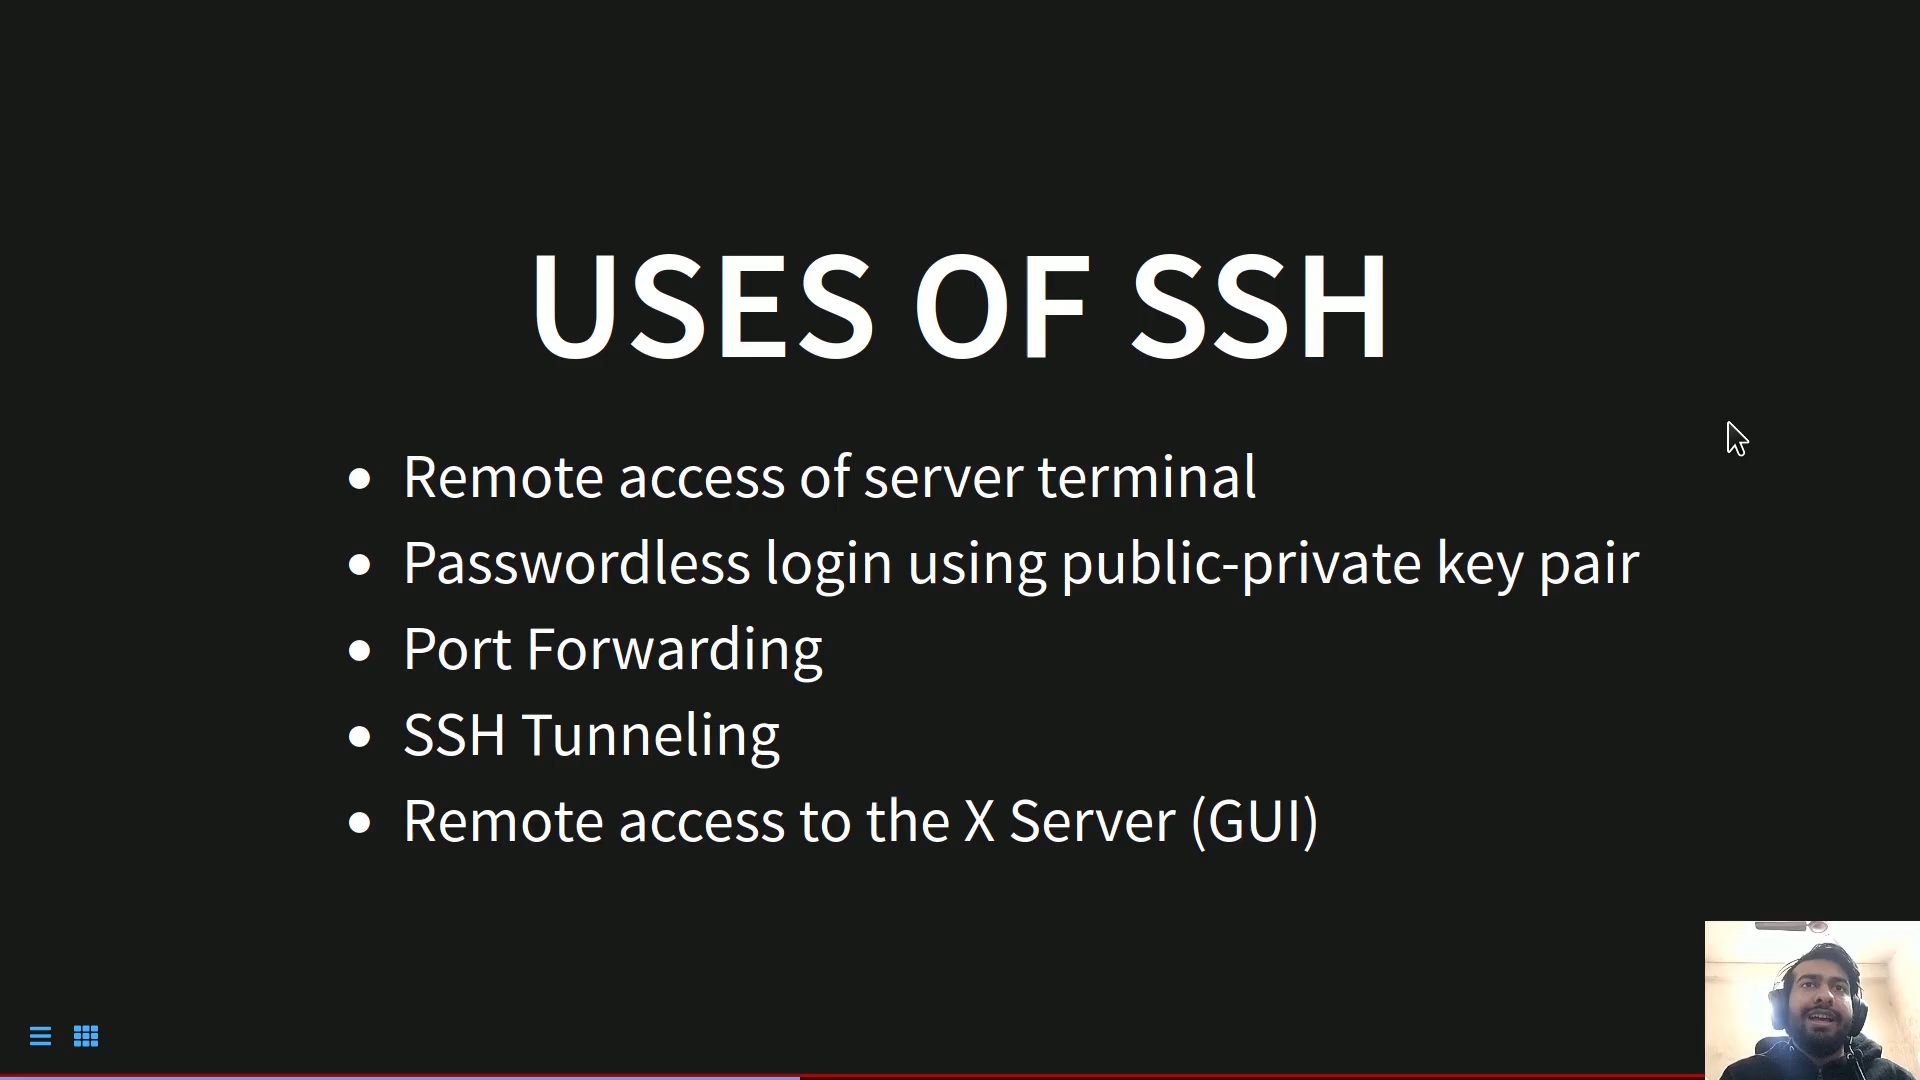 USES OF SSH
Remote access of server terminal
Passwordless login using public-private key pair
Port Forwarding
SSH Tunneling
Remote access to the X Server (GUI)